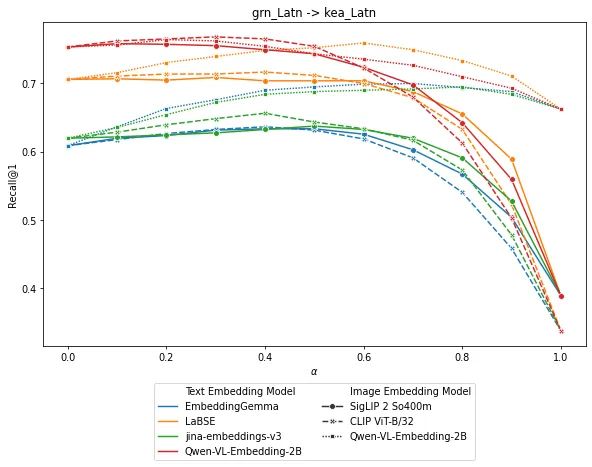 grn_Latn -> kea_Latn
Recall@1
0.7
0.6
0.5
0.4
0.0
0.2
0.4
0.6
0.8
1.0
α
Text Embedding Model
EmbeddingGemma
LaBSE
jina-embeddings-v3
Qwen-VL-Embedding-2B
Image Embedding Model
SigLIP 2 So400m
CLIP ViT-B/32
Qwen-VL-Embedding-2B